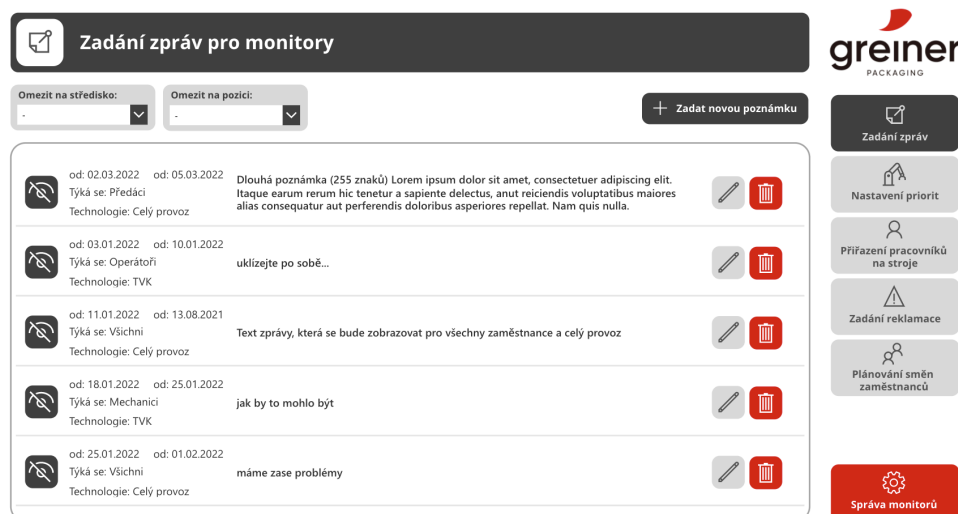 Zadání zpráv pro monitory
greiner
PACKAGING
Omezit na středisko:
-
Omezit na pozici:
-
Zadat novou poznámku
od: 02.03.2022 od: 05.03.2022
Týká se: Předáci
Technologie: Celý provoz
Dlouhá poznámka (255 znaků) Lorem ipsum dolor sit amet, consectetuer adipiscing elit.
Itaque earum rerum hic tenetur a sapiente delectus, anut reiciendis voluptatibus maiores
alias consequatur aut perferendis doloribus asperiores repellat. Nam quis nulla.
od: 03.01.2022 od: 10.01.2022
Týká se: Operátoři
Technologie: TVK
uklízejte po sobě...
od: 11.01.2022 od: 13.08.2021
Týká se: Všichni
Technologie: Celý provoz
Text zprávy, která se bude zobrazovat pro všechny zaměstnance a celý provoz
od: 18.01.2022 od: 25.01.2022
Týká se: Mechanici
Technologie: TVK
jak by to mohlo být
od: 25.01.2022 od: 01.02.2022
Týká se: Všichni
Technologie: Celý provoz
máme zase problémy
Zadání zpráv
Nastavení priorit
Přiřazení pracovníků
na stroje
Zadání reklamace
Plánování směn
zaměstnanců
Správa monitorů